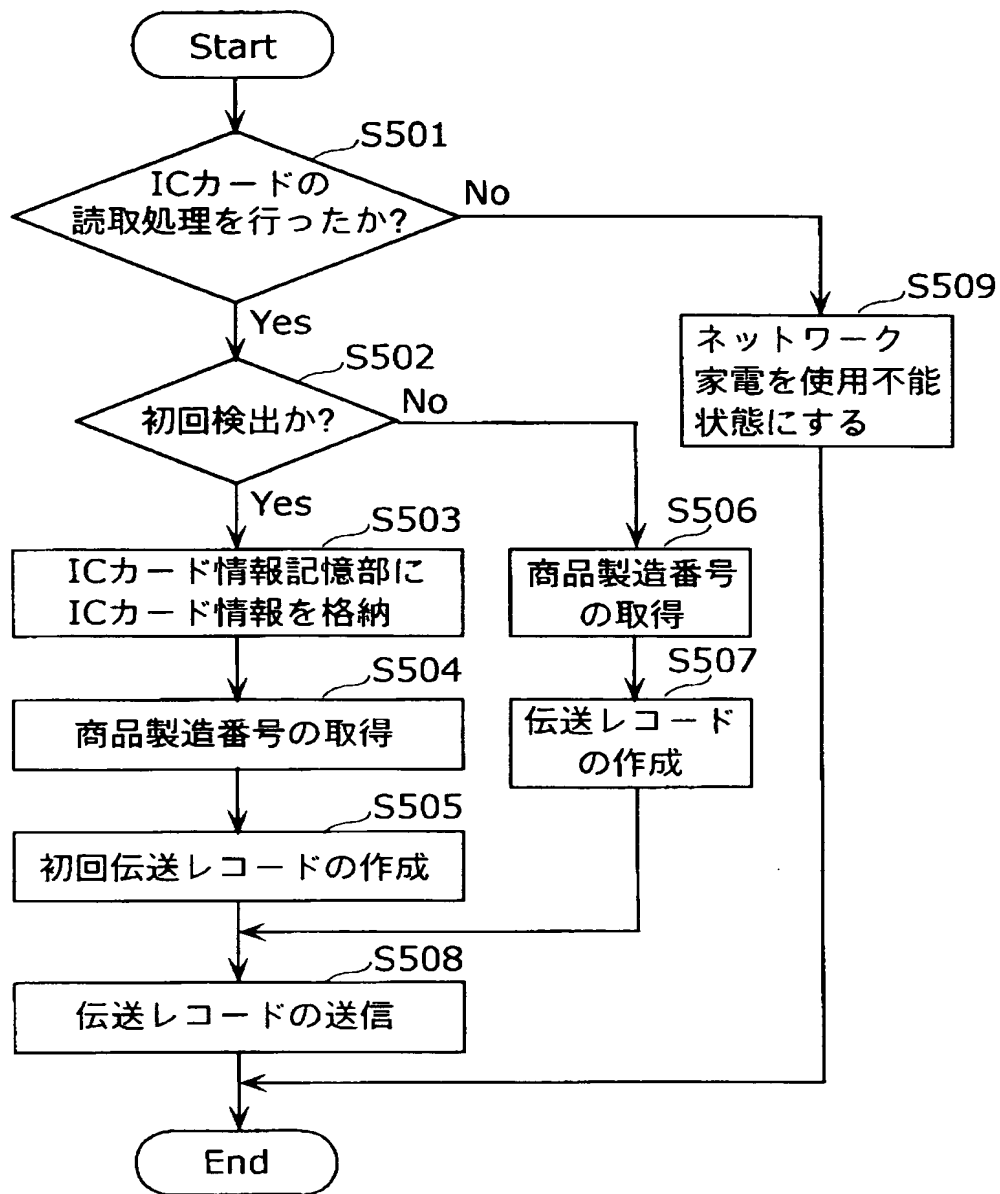 Start
S501
ICカードの
読取処理を行ったか?
No
Yes
S509
ネットワーク
家電を使用不能
状態にする
S502
初回検出か?
No
Yes
S503
ICカード情報記憶部に
ICカード情報を格納
S506
商品製造番号
の取得
S504
商品製造番号の取得
S507
伝送レコード
の作成
S505
初回伝送レコードの作成
S508
伝送レコードの送信
End